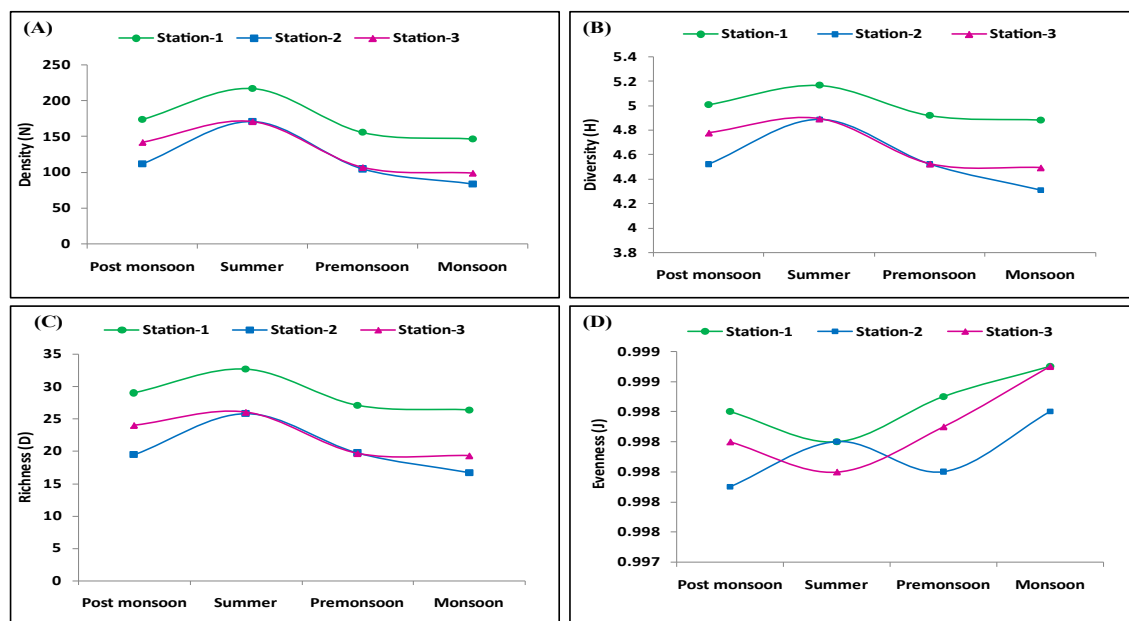 (A)
Station-1 Station-2 Station-3
Density (N)
250
200
150
100
50
0
Post monsoon Summer Premonsoon Monsoon
(B)
Station-1 Station-2 Station-3
Diversity (H)
5.4
5.2
5
4.8
4.6
4.4
4.2
4
3.8
Post monsoon Summer Premonsoon Monsoon
(C)
Station-1 Station-2 Station-3
Richness (D)
35
30
25
20
15
10
5
0
Post monsoon Summer Premonsoon Monsoon
(D)
Station-1 Station-2 Station-3
Evenness (J)
0.999
0.999
0.998
0.998
0.998
0.998
0.998
0.997
Post monsoon Summer Premonsoon Monsoon